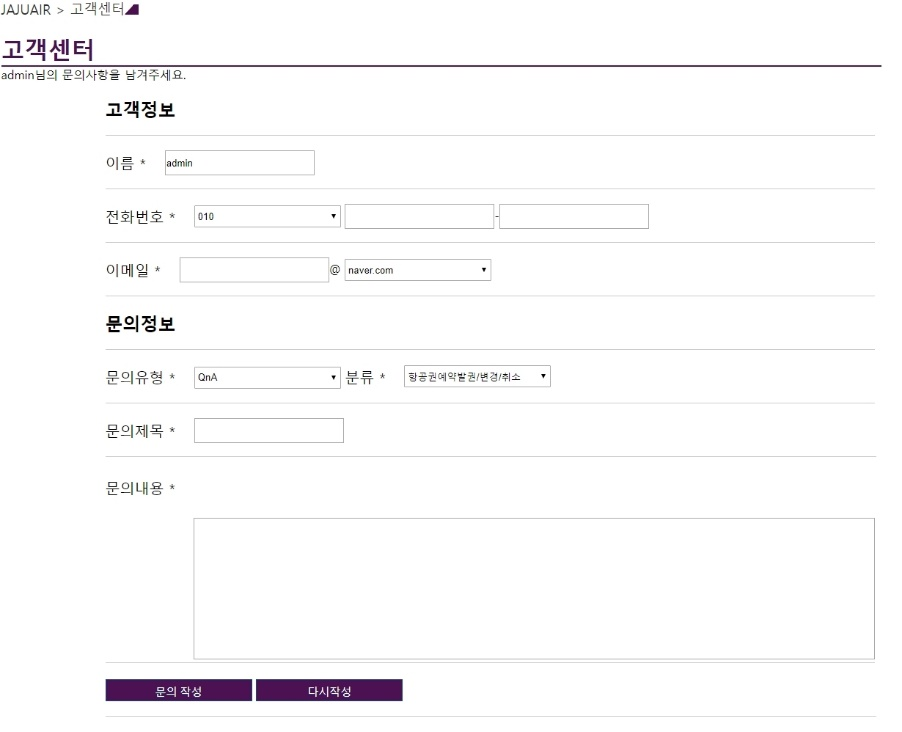 JAJUAIR > 고객센터
고객센터
admin님의 문의사항을 남겨주세요.
고객정보
이름 * admin
전화번호 * 010 -
이메일 * @ naver.com
문의정보
문의유형 * QnA 분류 * 항공권예약발권/변경/취소
문의제목 *
문의내용 *
문의 작성 다시작성